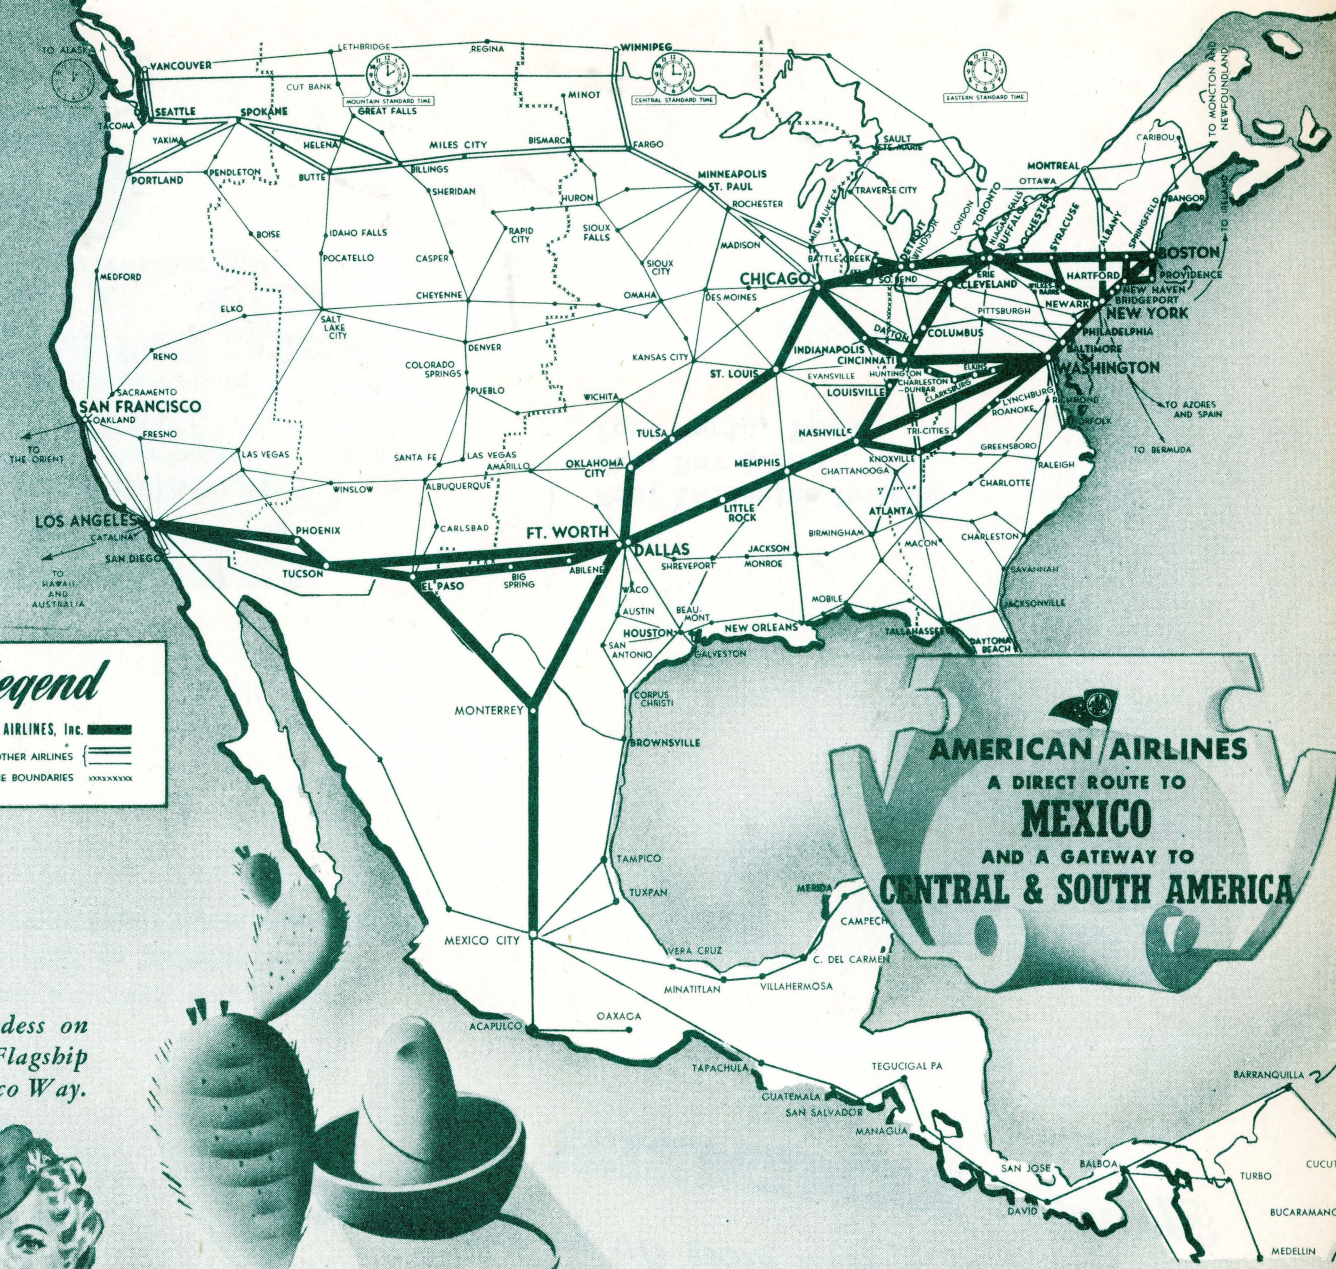 TO ALASKA
VANCOUVER
LETHBRIDGE
REGINA
WINNIPEG
CUT BANK
MOUNTAIN STANDARD TIME
CENTRAL STANDARD TIME
EASTERN STANDARD TIME
GREAT FALLS
MINOT
SEATTLE
SPOKANE
TACOMA
YAKIMA
HELENA
MILES CITY
BISMARCK
FARGO
SAULT
STE. MARIE
CARIBOU
TO MONCTON AND
NEWFOUNDLAND
PORTLAND
PENDLETON
BUTTE
BILLINGS
SHERIDAN
MINNEAPOLIS
ST. PAUL
MONTREAL
OTTAWA
BANGOR
TO IRELAND
HURON
ROCHESTER
TRAVERSE CITY
MILWAUKEE
DETROIT
WINDSOR
LONDON
TORONTO
NIAGARA FALLS
BUFFALO
ROCHESTER
SYRACUSE
ALBANY
SPRINGFIELD
BOSTON
BOISE
IDAHO FALLS
RAPID
CITY
SIOUX
FALLS
MADISON
POCATELLO
CASPER
SIOUX
CITY
BATTLE CREEK
SO. BEND
ERIE
CLEVELAND
WILKES
BARRE
HARTFORD
PROVIDENCE
NEW HAVEN
BRIDGEPORT
NEWARK
NEW YORK
MEDFORD
ELKO
SALT
LAKE
CITY
CHEYENNE
OMAHA
DES MOINES
CHICAGO
PITTSBURGH
PHILADELPHIA
DAYTON
COLUMBUS
BALTIMORE
RENO
DENVER
KANSAS CITY
INDIANAPOLIS
CINCINNATI
WASHINGTON
COLORADO
SPRINGS
ST. LOUIS
EVANSVILLE
HUNTINGTON
ELKINS
CHARLESTON
-DUNBAR
CLARKSBURG
LOUISVILLE
SACRAMENTO
PUEBLO
WICHITA
LYNCHBURG
ROANOKE
RICHMOND
NORFOLK
TO AZORES
AND SPAIN
SAN FRANCISCO
OAKLAND
FRESNO
TULSA
NASHVILLE
TRI-CITIES
GREENSBORO
TO
THE ORIENT
LAS VEGAS
SANTA FE
LAS VEGAS
AMARILLO
OKLAHOMA
CITY
MEMPHIS
KNOXVILLE
CHATTANOOGA
RALEIGH
TO BERMUDA
WINSLOW
ALBUQUERQUE
CHARLOTTE
LITTLE
ROCK
ATLANTA
LOS ANGELES
CATALINA
PHOENIX
CARLSBAD
FT. WORTH
DALLAS
BIRMINGHAM
MACON
CHARLESTON
SAN DIEGO
TUCSON
EL PASO
BIG
SPRING
ABILENE
SHREVEPORT
JACKSON
MONROE
SAVANNAH
TO
HAWAII
AND
AUSTRALIA
WACO
AUSTIN
BEAU-
MONT
MOBILE
JACKSONVILLE
HOUSTON
NEW ORLEANS
TALLAHASSEE
DAYTONA
BEACH
SAN
ANTONIO
GALVESTON
Legend
AIRLINES, Inc.
OTHER AIRLINES
E BOUNDARIES
MONTERREY
CORPUS
CHRISTI
BROWNSVILLE
AMERICAN AIRLINES
A DIRECT ROUTE TO
MEXICO
AND A GATEWAY TO
CENTRAL & SOUTH AMERICA
TAMPICO
TUXPAN
MERIDA
CAMPECH
MEXICO CITY
VERA CRUZ
C. DEL CARMEN
MINATITLAN
VILLAHERMOSA
ACAPULCO
OAXACA
TAPACHULA
TEGUCIGAL PA
GUATEMALA
SAN SALVADOR
MANAGUA
BARRANQUILLA
SAN JOSE
BALBOA
TURBO
CUCUT
DAVID
BUCARAMANG
MEDELLIN
dess on
Flagship
co Way.